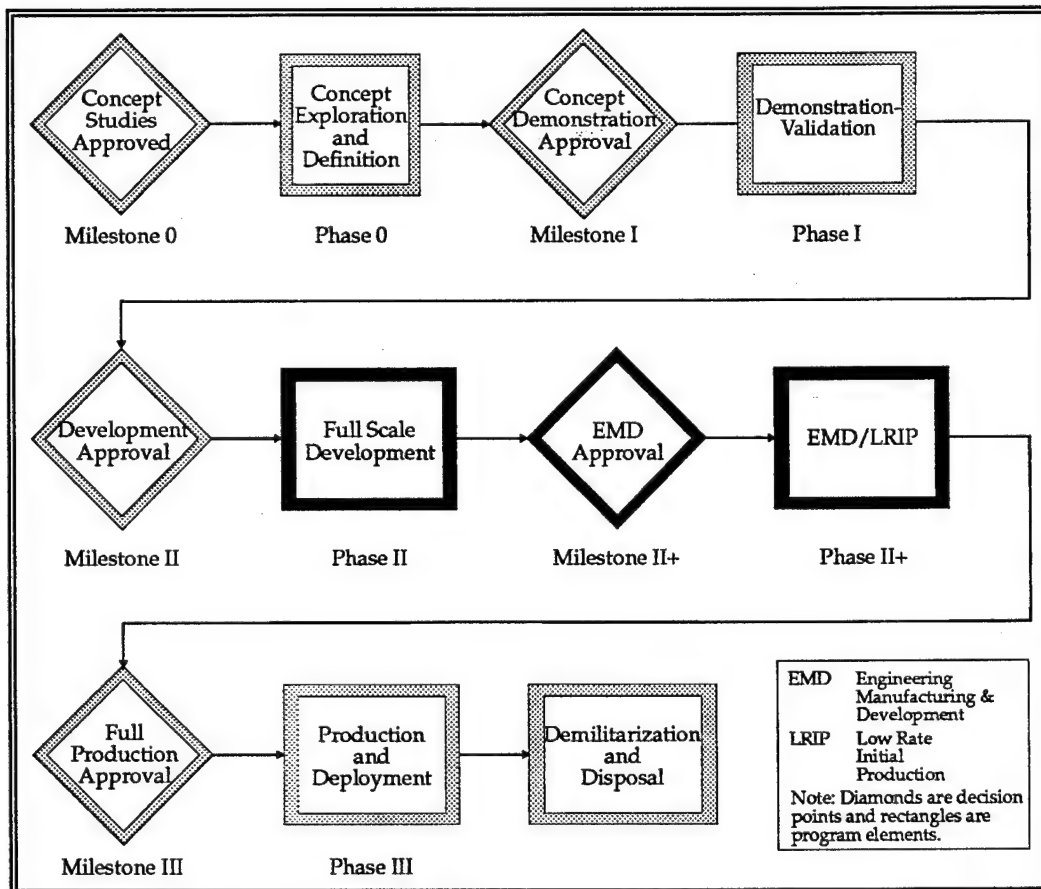 Concept
Studies
Approved
Concept
Exploration
and
Definition
Concept
Demonstration
Approval
Demonstration-
Validation
Milestone 0
Phase 0
Milestone I
Phase I
Development
Approval
Full Scale
Development
EMD
Approval
EMD/LRIP
Milestone II
Phase II
Milestone II+
Phase II+
Full
Production
Approval
Production
and
Deployment
Demilitarization
and
Disposal
Milestone III
Phase III
EMD Engineering
Manufacturing &
Development
LRIP Low Rate
Initial
Production
Note: Diamonds are decision
points and rectangles are
program elements.